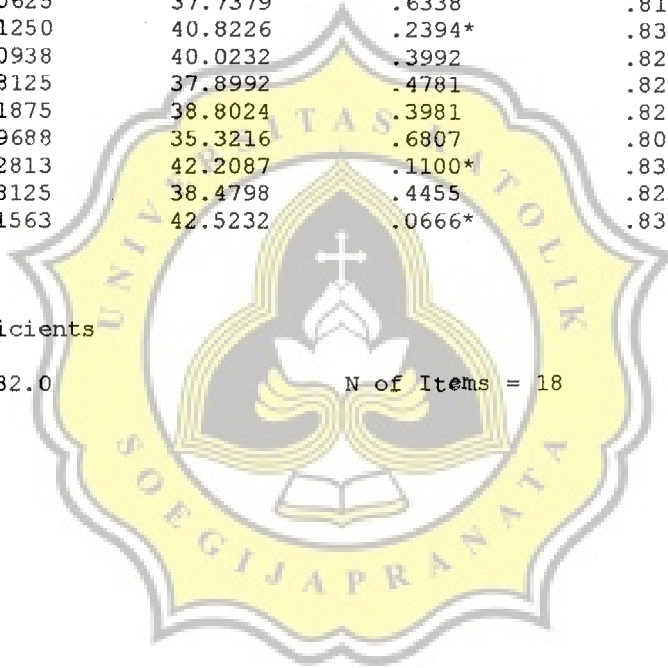 0625 37.7379 .6338 .81
1250 40.8226 .2394* .83
0938 40.0232 .3992 .82
8125 37.8992 .4781 .82
1875 38.8024 .3981 .82
9688 35.3216 .6807 .80
2813 42.2087 .1100* .83
8125 38.4798 .4455 .82
1563 42.5232 .0666* .83
icients
32.0 N of Items = 18
UNIVERSITAS KATOLIK
SOEGIJAPRANATA